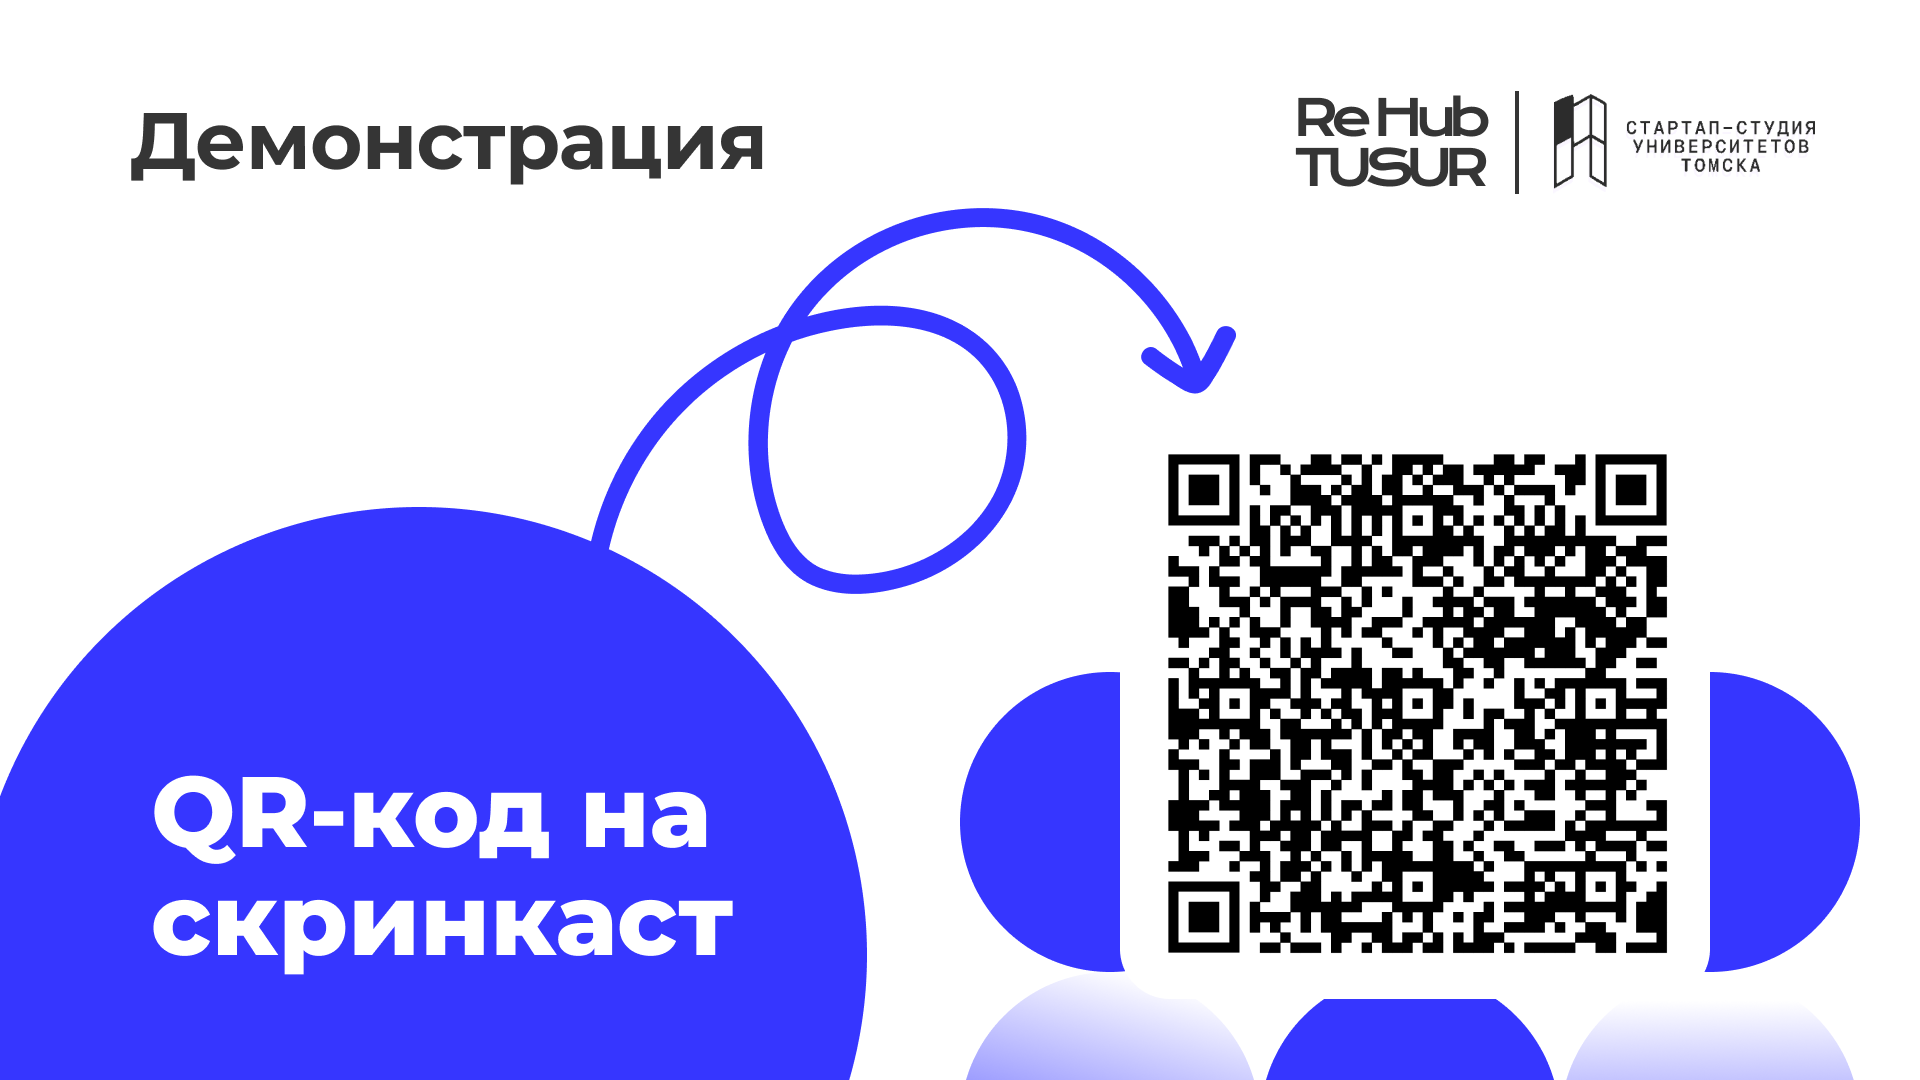 Демонстрация
Re Hub
TUSUR
СТАРТАП-СТУДИЯ
УНИВЕРСИТЕТОВ
ТОМСКА
QR-код на
скринкаст